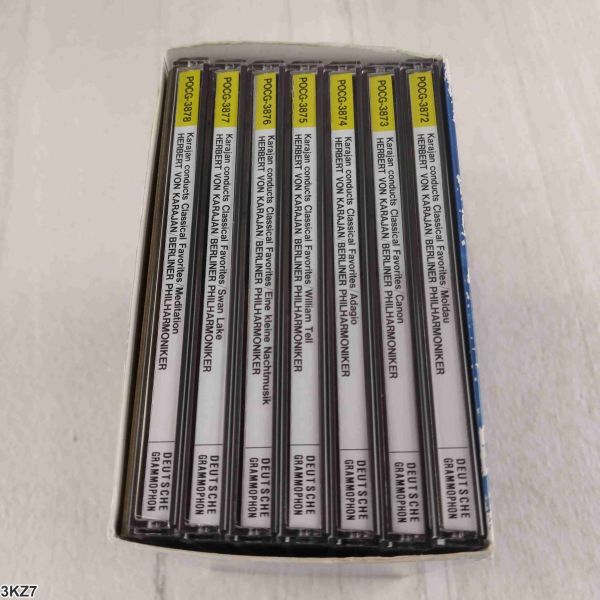 POCG-3878
Karajan conducts Classical Favorites/Meditation
HERBERT VON KARAJAN BERLINER PHILHARMONIKER
DEUTSCHE
GRAMMOPHON
POCG-3877
Karajan conducts Classical Favorites/Swan Lake
HERBERT VON KARAJAN BERLINER PHILHARMONIKER
DEUTSCHE
GRAMMOPHON
POCG-3876
Karajan conducts Classical Favorites/Eine kleine Nachtmusik
HERBERT VON KARAJAN BERLINER PHILHARMONIKER
DEUTSCHE
GRAMMOPHON
POCG-3875
Karajan conducts Classical Favorites/William Tell
HERBERT VON KARAJAN BERLINER PHILHARMONIKER
DEUTSCHE
GRAMMOPHON
POCG-3874
Karajan conducts Classical Favorites/Adagio
HERBERT VON KARAJAN BERLINER PHILHARMONIKER
DEUTSCHE
GRAMMOPHON
POCG-3873
Karajan conducts Classical Favorites/Canon
HERBERT VON KARAJAN BERLINER PHILHARMONIKER
DEUTSCHE
GRAMMOPHON
POCG-3872
Karajan conducts Classical Favorites/Moldau
HERBERT VON KARAJAN BERLINER PHILHARMONIKER
DEUTSCHE
GRAMMOPHON
3KZ7